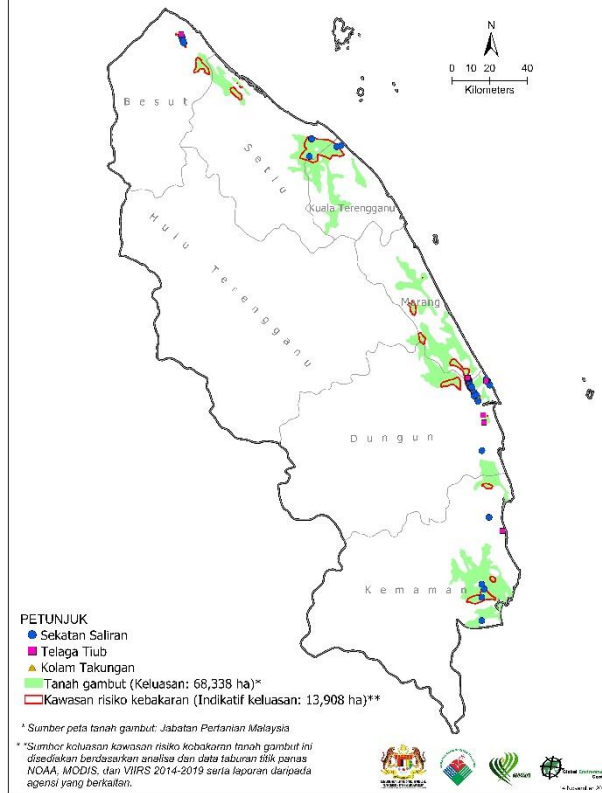 N
0 10 20 40
Kilometers
Besut
Setiu
Kuala Terengganu
Hulu Terengganu
Marang
Dungun
Kemaman
PETUNJUK
Sekatan Saliran
Telaga Tiub
Kolam Takungan
Tanah gambut (Keluasan: 68,338 ha)*
Kawasan risiko kebakaran (Indikatif keluasan: 13,908 ha)**
* Sumber peta tanah gambut: Jabatan Pertanian Malaysia
* *Sumber keluasan kawasan risiko kebakaran tanah gambut ini
disediakan berdasarkan analisa dan data taburan titik panas
NOAA, MODIS, dan VIIRS 2014-2019 serta laporan daripada
agensi yang berkaitan.
Global